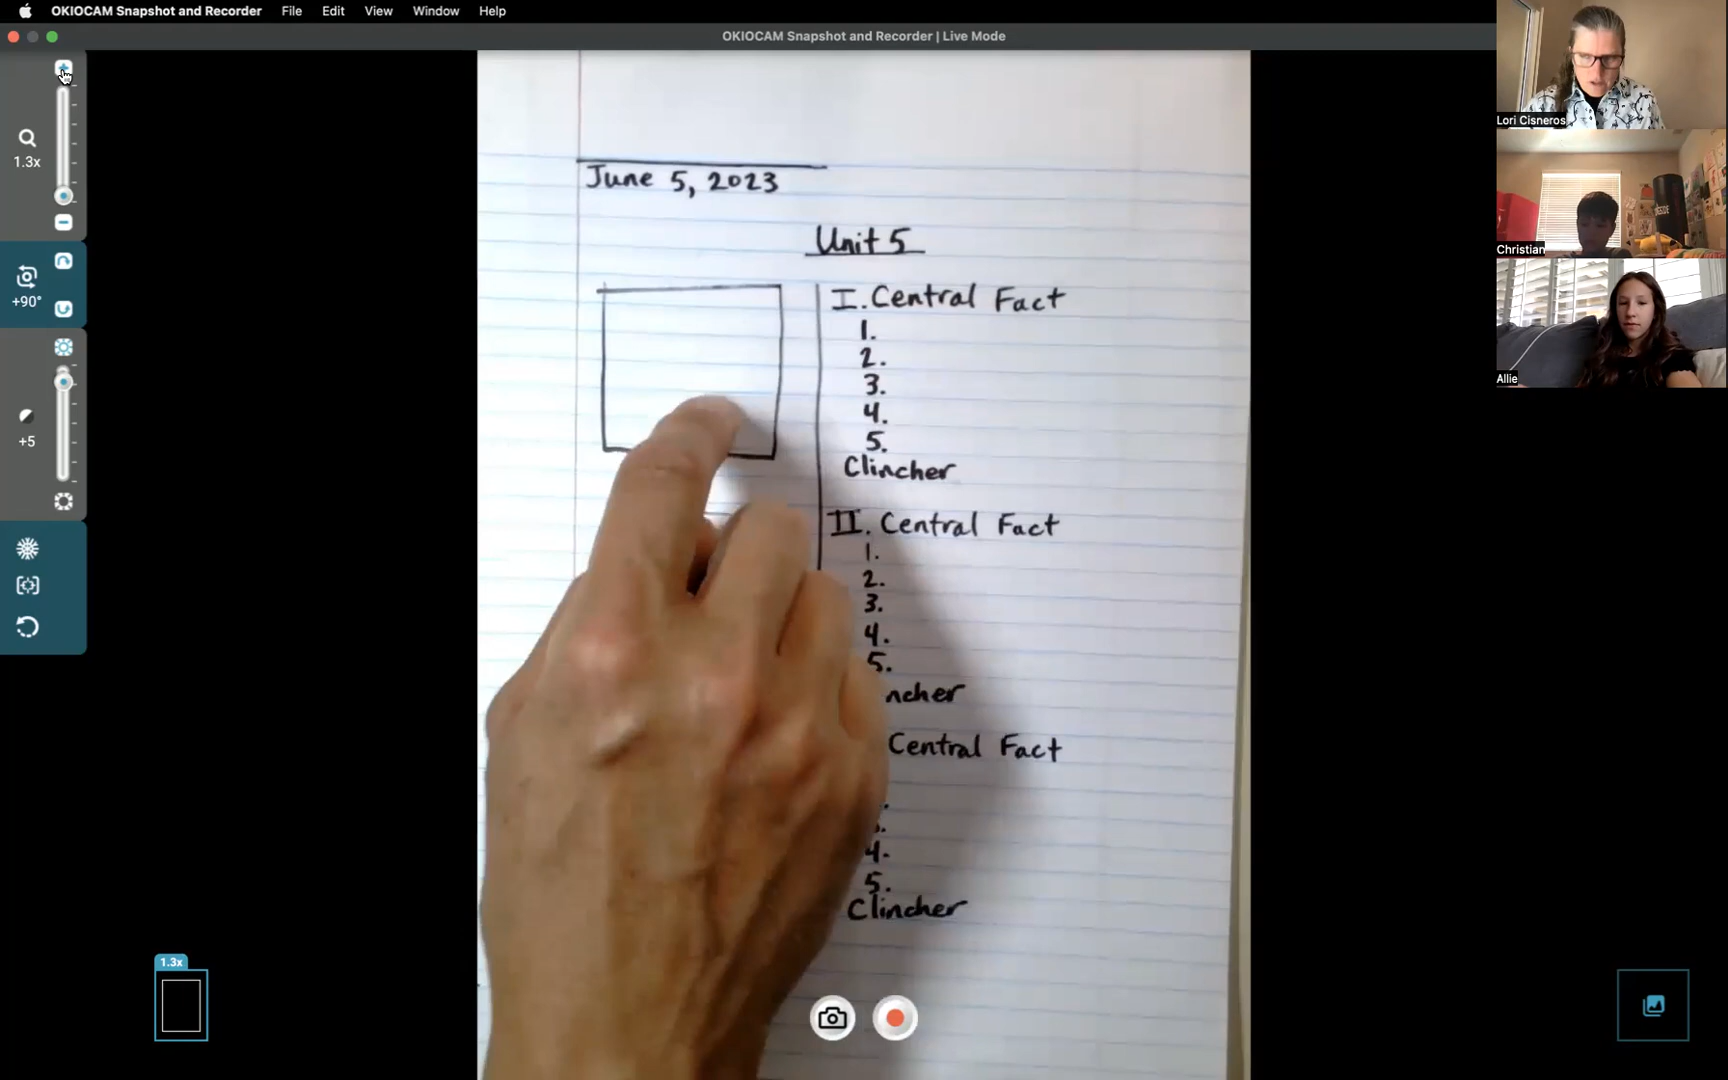 OKIOCAM Snapshot and Recorder File Edit View Window Help
OKIOCAM Snapshot and Recorder | Live Mode
1.3x
+90°
+5
1.3x
June 5, 2023
Unit 5
I. Central Fact
1.
2.
3.
4.
5.
Clincher
II. Central Fact
1.
2.
3.
4.
5.
ncher
Central Fact
4.
5.
Clincher
Lori Cisneros
Christian
Allie